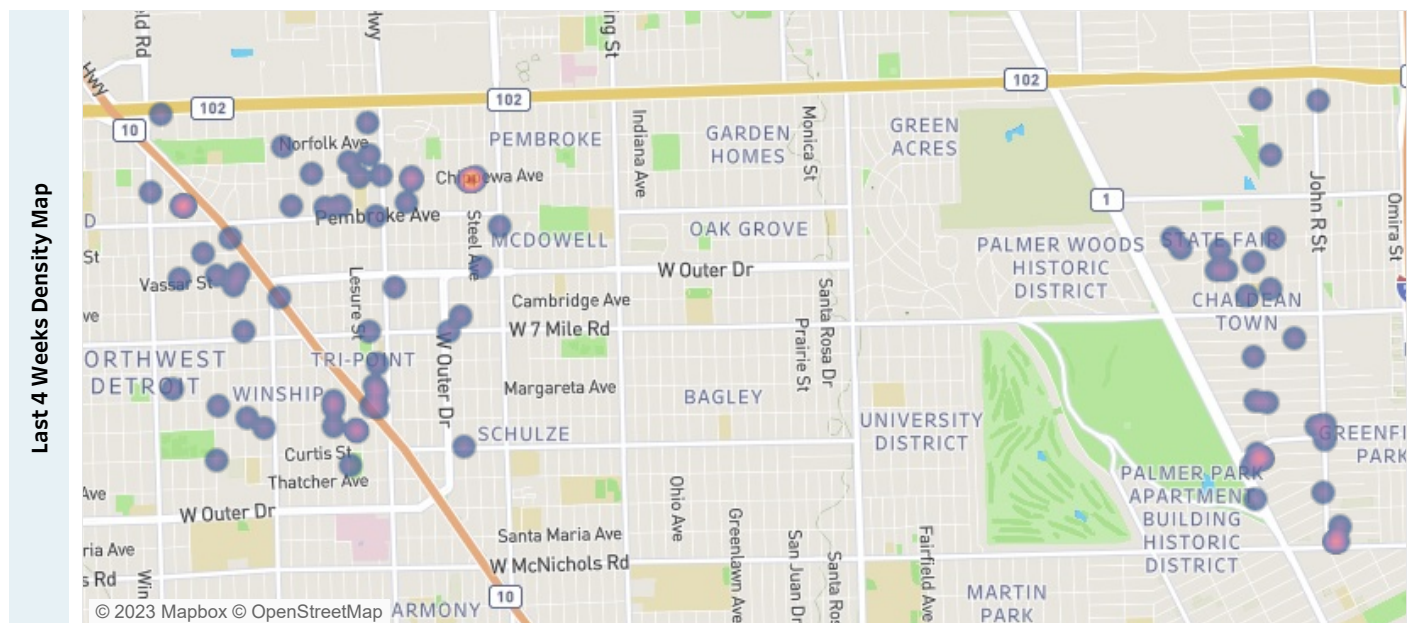 Last 4 Weeks Density Map
ld Rd
Hwy
ing St
Hwy
102
102
102
10
Norfolk Ave
PEMBROKE
Indiana Ave
GARDEN
HOMES
Monica St
GREEN
ACRES
Chippewa Ave
John R St
Omira St
1
D
Pembroke Ave
Steel Ave
MCDOWELL
OAK GROVE
PALMER WOODS
HISTORIC
DISTRICT
STATE FAIR
St
Vassar St
Lesure St
W Outer Dr
Santa Rosa Dr
CHALDEAN
TOWN
Cambridge Ave
ve
W 7 Mile Rd
Prairie St
ORTHWEST
DETROIT
TRI-POINT
W Outer Dr
WINSHIP
Margareta Ave
BAGLEY
UNIVERSITY
DISTRICT
SCHULZE
GREENFI
PARK
Curtis St
Thatcher Ave
PALMER PARK
APARTMENT
BUILDING
HISTORIC
DISTRICT
Ave
W Outer Dr
Ohio Ave
Greenlawn Ave
San Juan Dr
Santa Ros
Fairfield Ave
Santa Maria Ave
ria Ave
W McNichols Rd
s Rd
Win
10
MARTIN
PARK
© 2023 Mapbox © OpenStreetMap
ARMONY